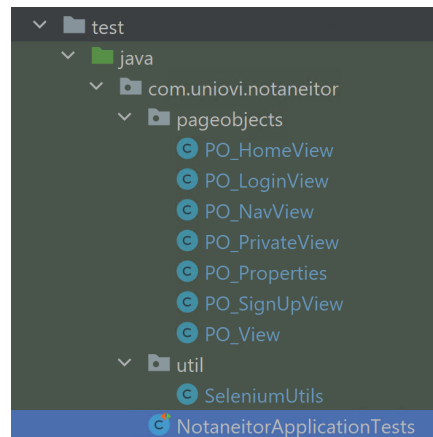 test
java
com.uniovi.notaneitor
pageobjects
PO_HomeView
PO_LoginView
PO_NavView
PO_PrivateView
PO_Properties
PO_SignUpView
PO_View
util
SeleniumUtils
NotaneitorApplicationTests